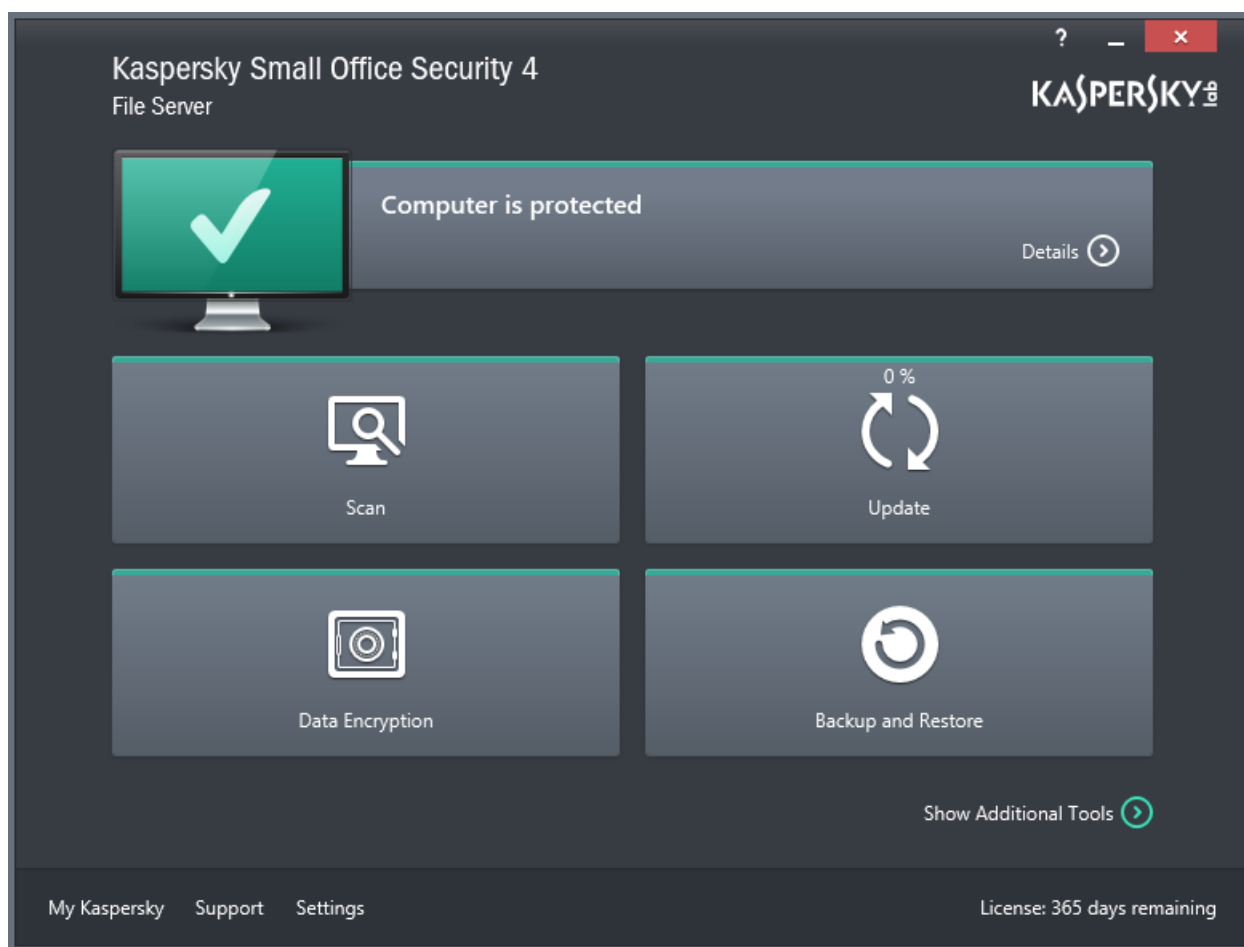 ?
Kaspersky Small Office Security 4
File Server
KASPERSKY lab
Computer is protected
Details
0 %
Scan
Update
Data Encryption
Backup and Restore
Show Additional Tools
My Kaspersky Support Settings
License: 365 days remaining